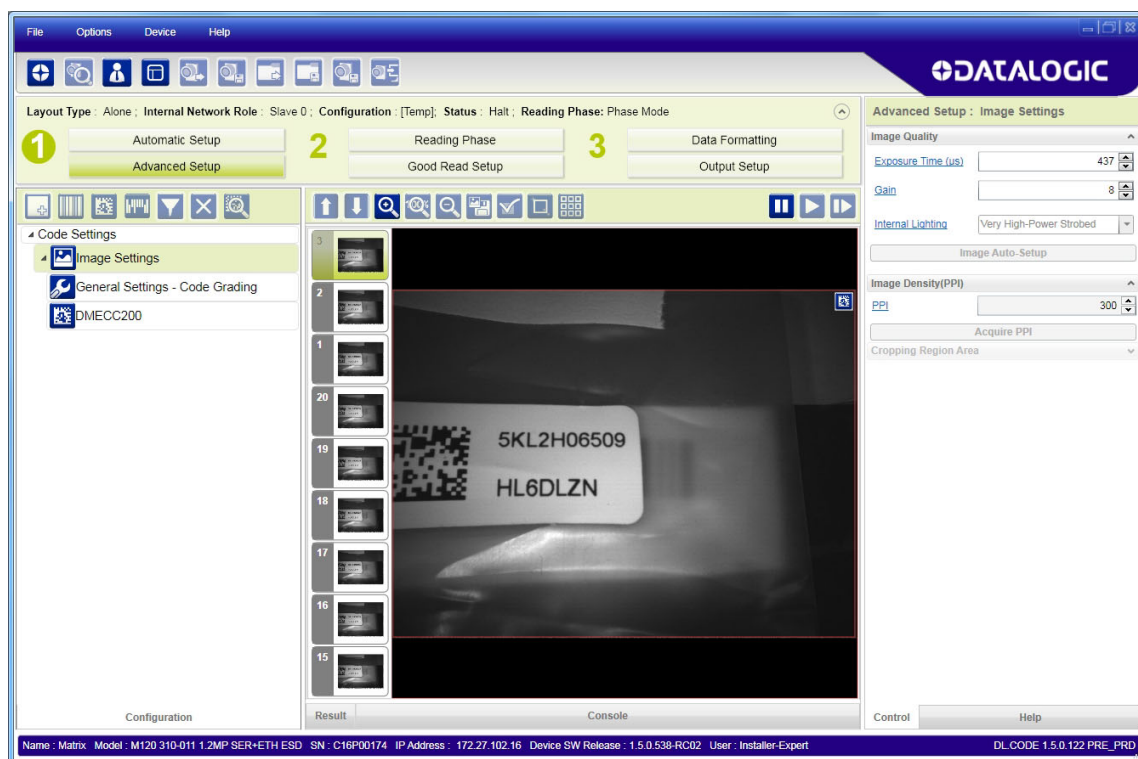 File Options Device Help
DATALOGIC
Layout Type : Alone ; Internal Network Role : Slave 0 ; Configuration : [Temp]; Status : Halt ; Reading Phase: Phase Mode
1
Automatic Setup
Advanced Setup
2
Reading Phase
Good Read Setup
3
Data Formatting
Output Setup
Code Settings
Image Settings
General Settings - Code Grading
DMECC200
Configuration
3
2
1
20
19
18
17
16
15
5KL2H06509
HL6DLZN
Result Console
Advanced Setup : Image Settings
Image Quality
Exposure Time (µs) 437
Gain 8
Internal Lighting Very High-Power Strobed
Image Auto-Setup
Image Density(PPI)
PPI 300
Acquire PPI
Cropping Region Area
Control Help
Name : Matrix Model : M120 310-011 1.2MP SER+ETH ESD SN : C16P00174 IP Address : 172.27.102.16 Device SW Release : 1.5.0.538-RC02 User : Installer-Expert DL.CODE 1.5.0.122 PRE_PRD